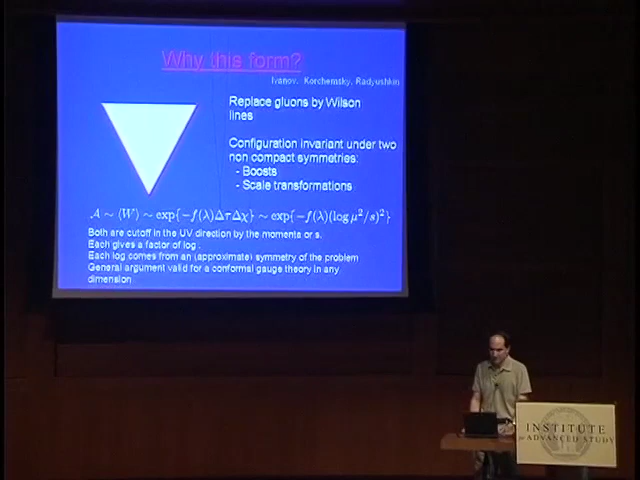 Why this form?
Ivanov, Korchemsky, Radyushkin
Replace gluons by Wilson
lines
Configuration invariant under two
non compact symmetries:
- Boosts
- Scale transformations
A ∼ ⟨W⟩ ∼ exp{−f(λ)ΔτΔχ} ∼ exp{−f(λ)(log μ²/s)²}
Both are cutoff in the UV direction by the momenta or s.
Each gives a factor of log :
Each log comes from an (approximate) symmetry of the problem
General argument valid for a conformal gauge theory in any
dimension
INSTITUTE
for ADVANCED STUDY